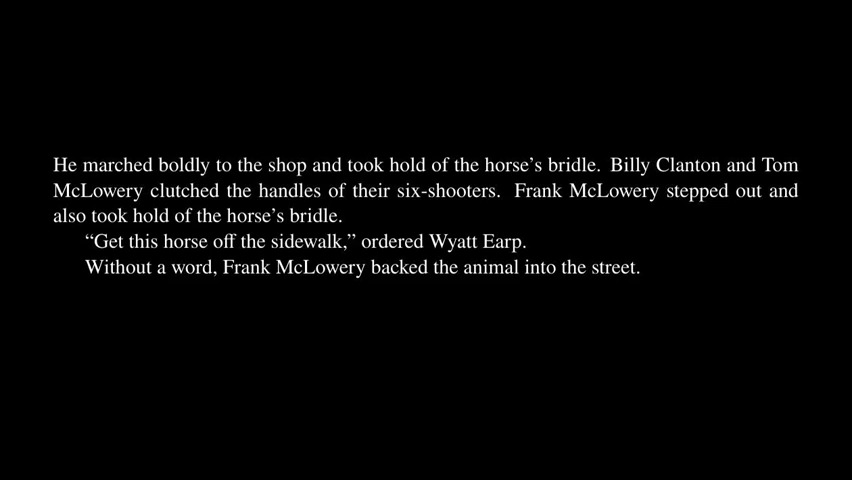 He marched boldly to the shop and took hold of the horse’s bridle. Billy Clanton and Tom
McLowery clutched the handles of their six-shooters. Frank McLowery stepped out and
also took hold of the horse’s bridle.
“Get this horse off the sidewalk,” ordered Wyatt Earp.
Without a word, Frank McLowery backed the animal into the street.